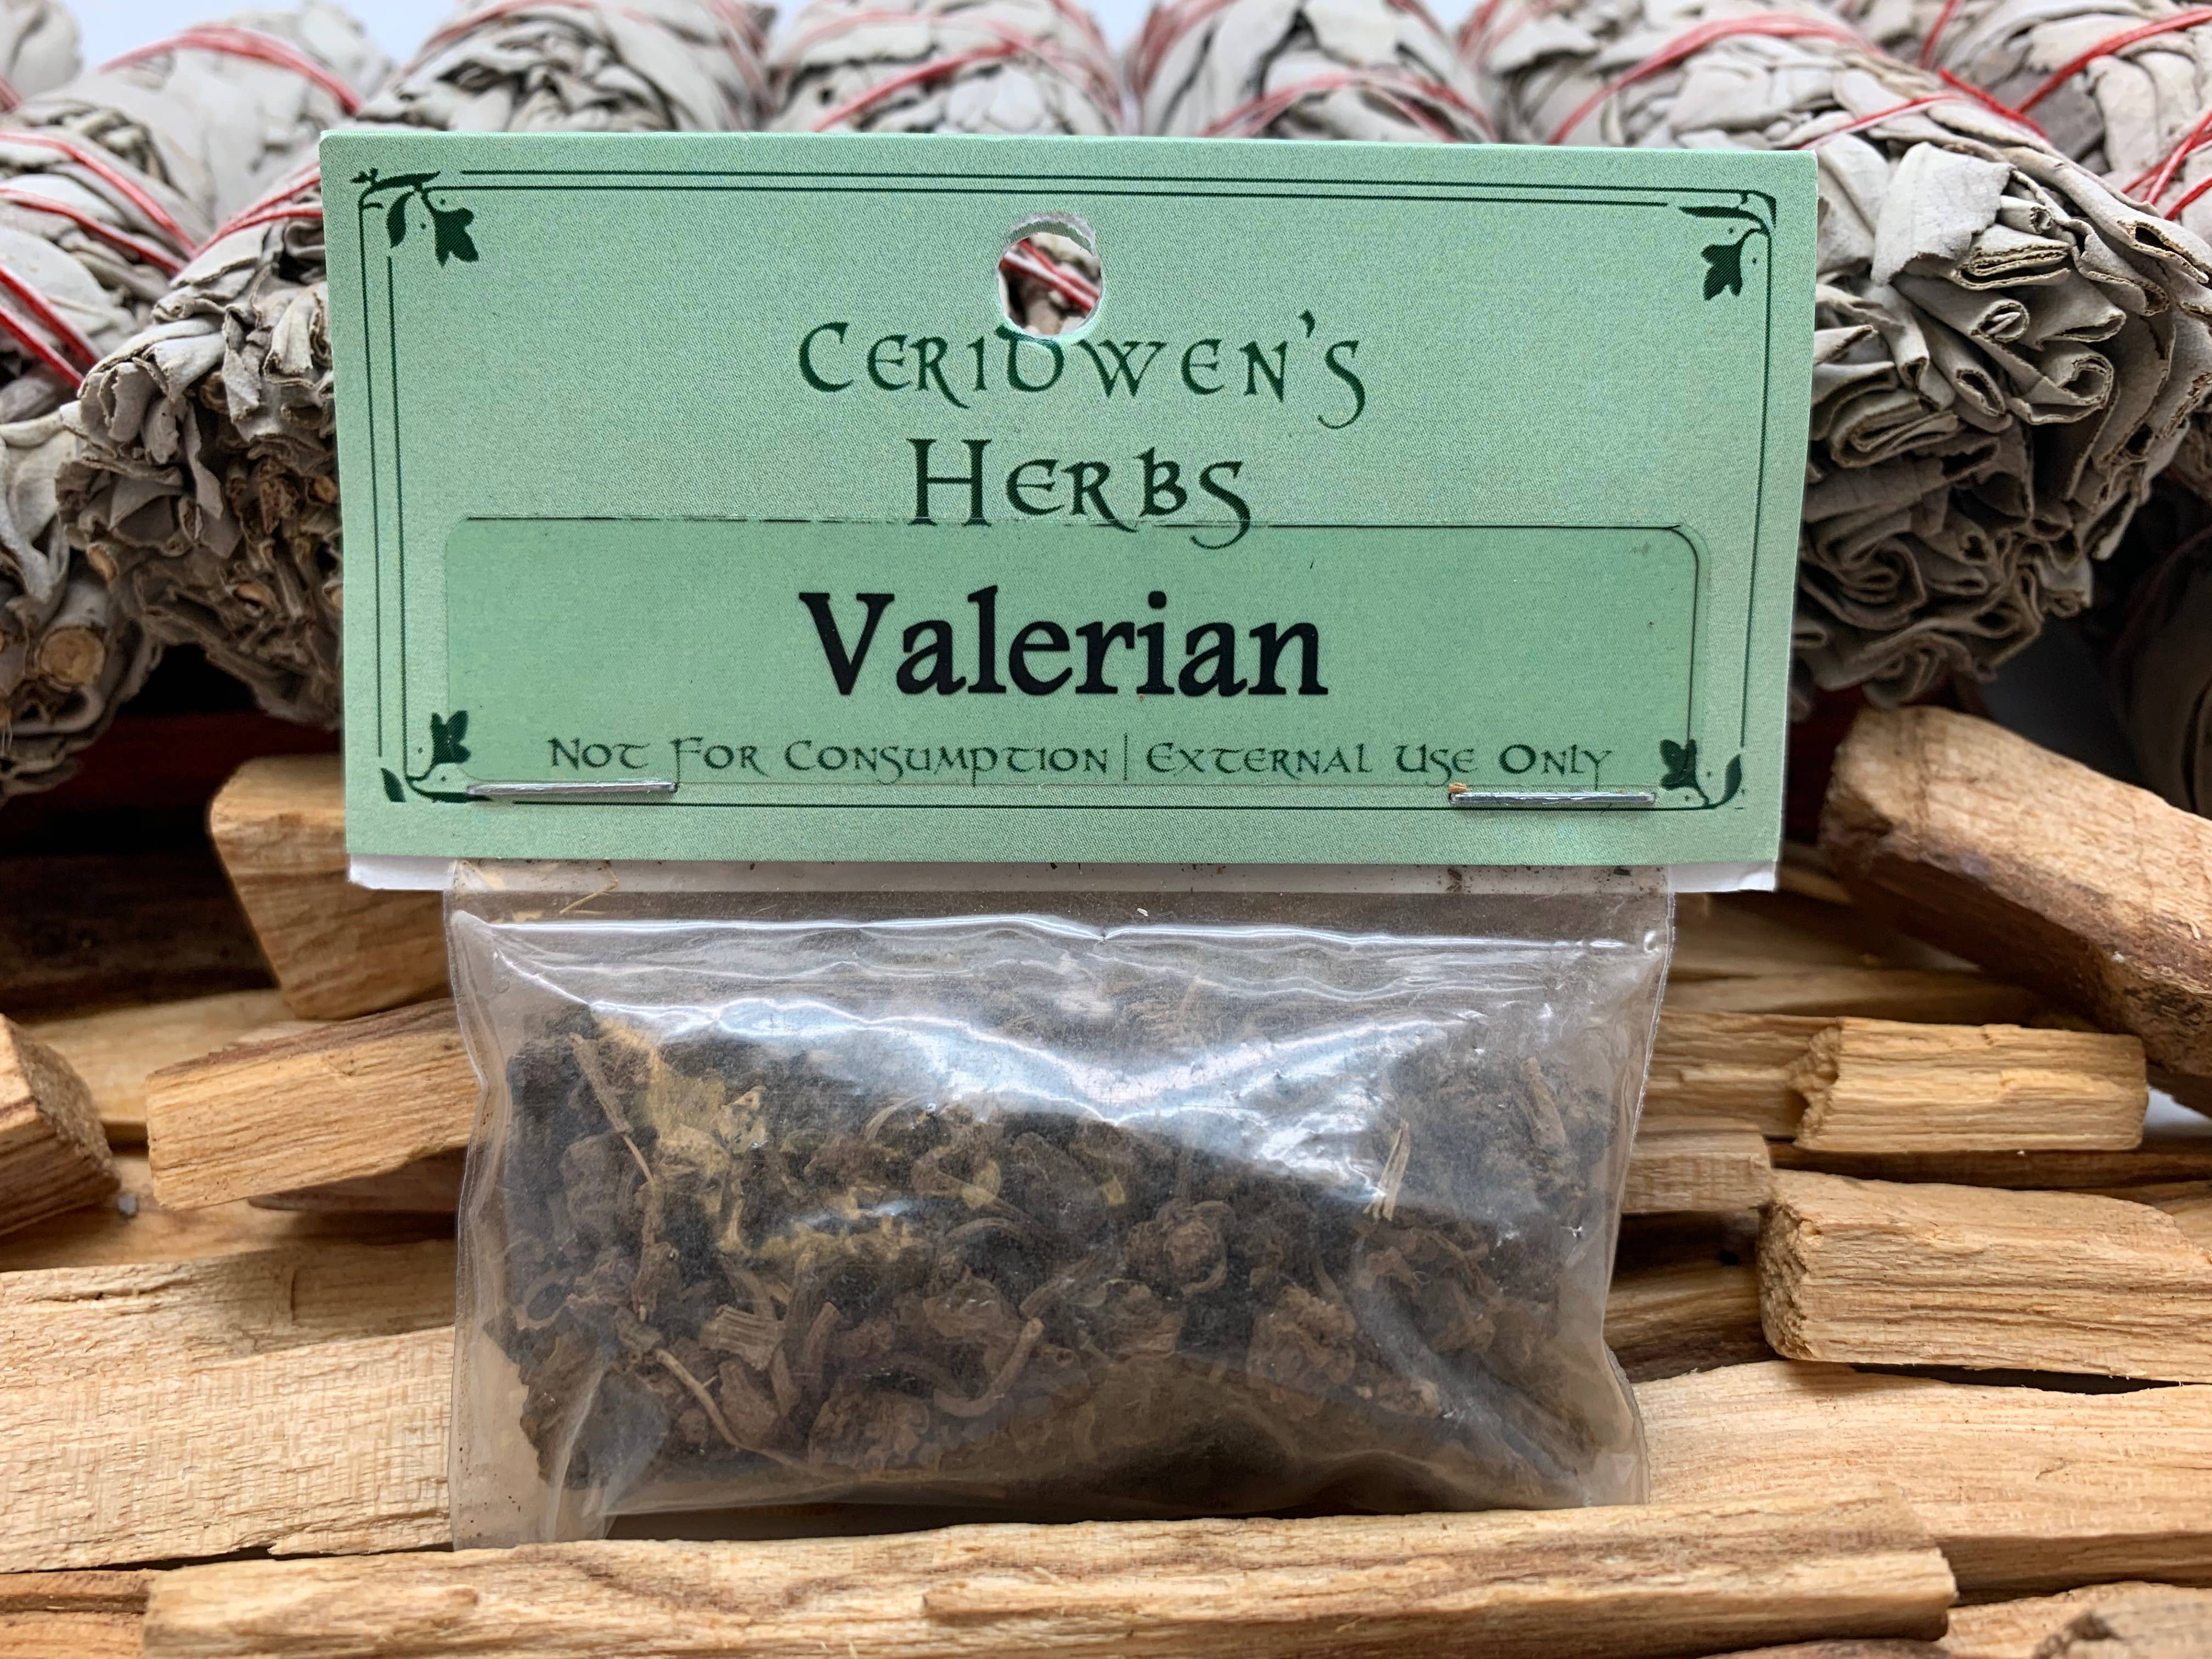 Ceridwen's
Herbs
Valerian
Not For Consumption | External Use Only